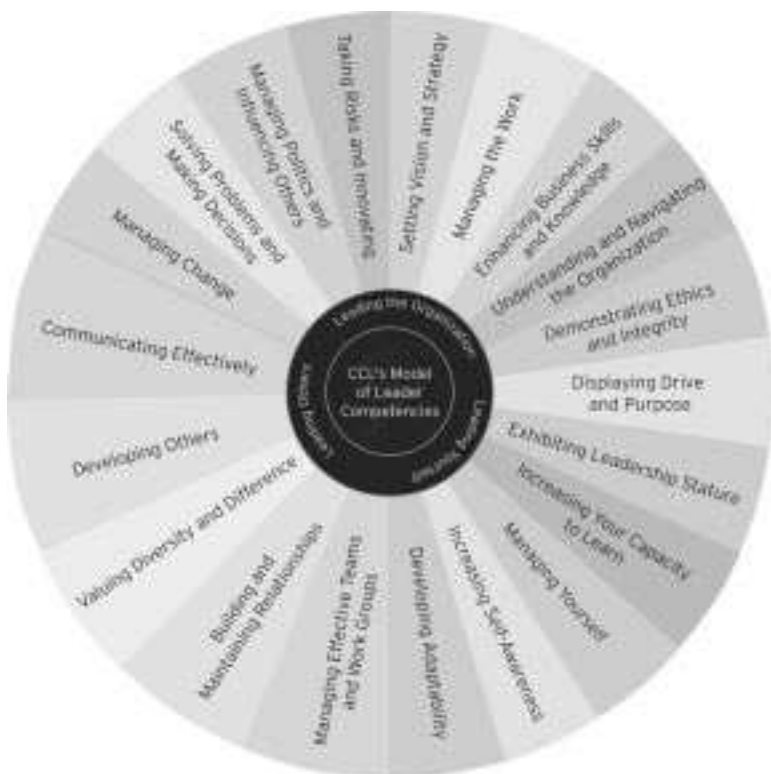 CCL's Model
of Leader
Competencies
Leading the Organization
Leading Yourself
Leading Others
Setting Vision and Strategy
Managing the Work
Enhancing Business Skills
and Knowledge
Understanding and Navigating
the Organization
Demonstrating Ethics
and Integrity
Displaying Drive
and Purpose
Exhibiting Leadership Stature
Increasing Your Capacity
to Learn
Managing Yourself
Increasing Self-Awareness
Developing Adaptability
Managing Effective Teams
and Work Groups
Building and
Maintaining Relationships
Valuing Diversity and Difference
Developing Others
Communicating Effectively
Managing Change
Solving Problems and
Making Decisions
Managing Politics and
Influencing Others
Taking Risks and Innovating